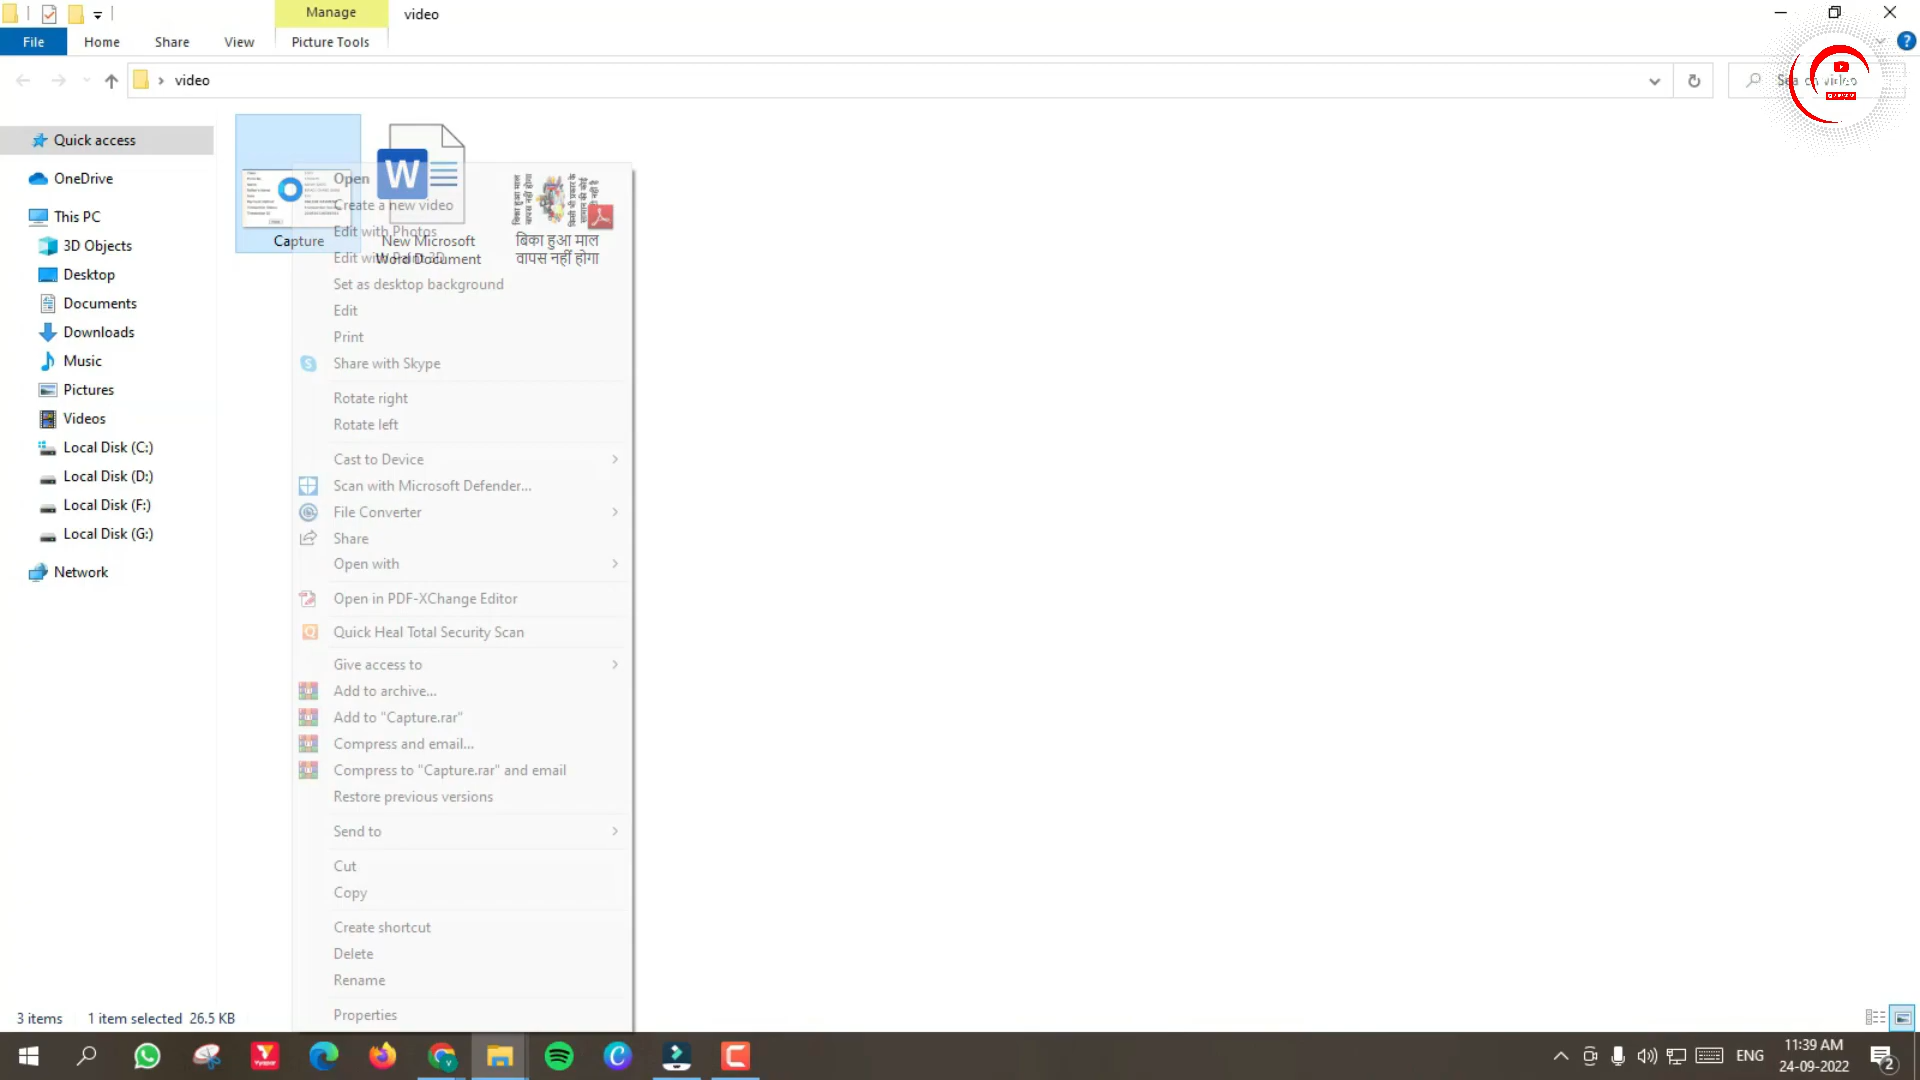 Manage
video
File
Home
Share
View
Picture Tools
video
Quick access
OneDrive
This PC
3D Objects
Desktop
Documents
Downloads
Music
Pictures
Videos
Local Disk (C:)
Local Disk (D:)
Local Disk (F:)
Local Disk (G:)
Network
Capture
New Microsoft
Word Document
बिका हुआ माल
वापस नहीं होगा
Open
Create a new video
Edit with Photos
Edit with Paint 3D
Set as desktop background
Edit
Print
Share with Skype
Rotate right
Rotate left
Cast to Device
Scan with Microsoft Defender...
File Converter
Share
Open with
Open in PDF-XChange Editor
Quick Heal Total Security Scan
Give access to
Add to archive...
Add to "Capture.rar"
Compress and email...
Compress to "Capture.rar" and email
Restore previous versions
Send to
Cut
Copy
Create shortcut
Delete
Rename
Properties
3 items 1 item selected 26.5 KB
ENG
11:39 AM
24-09-2022
2